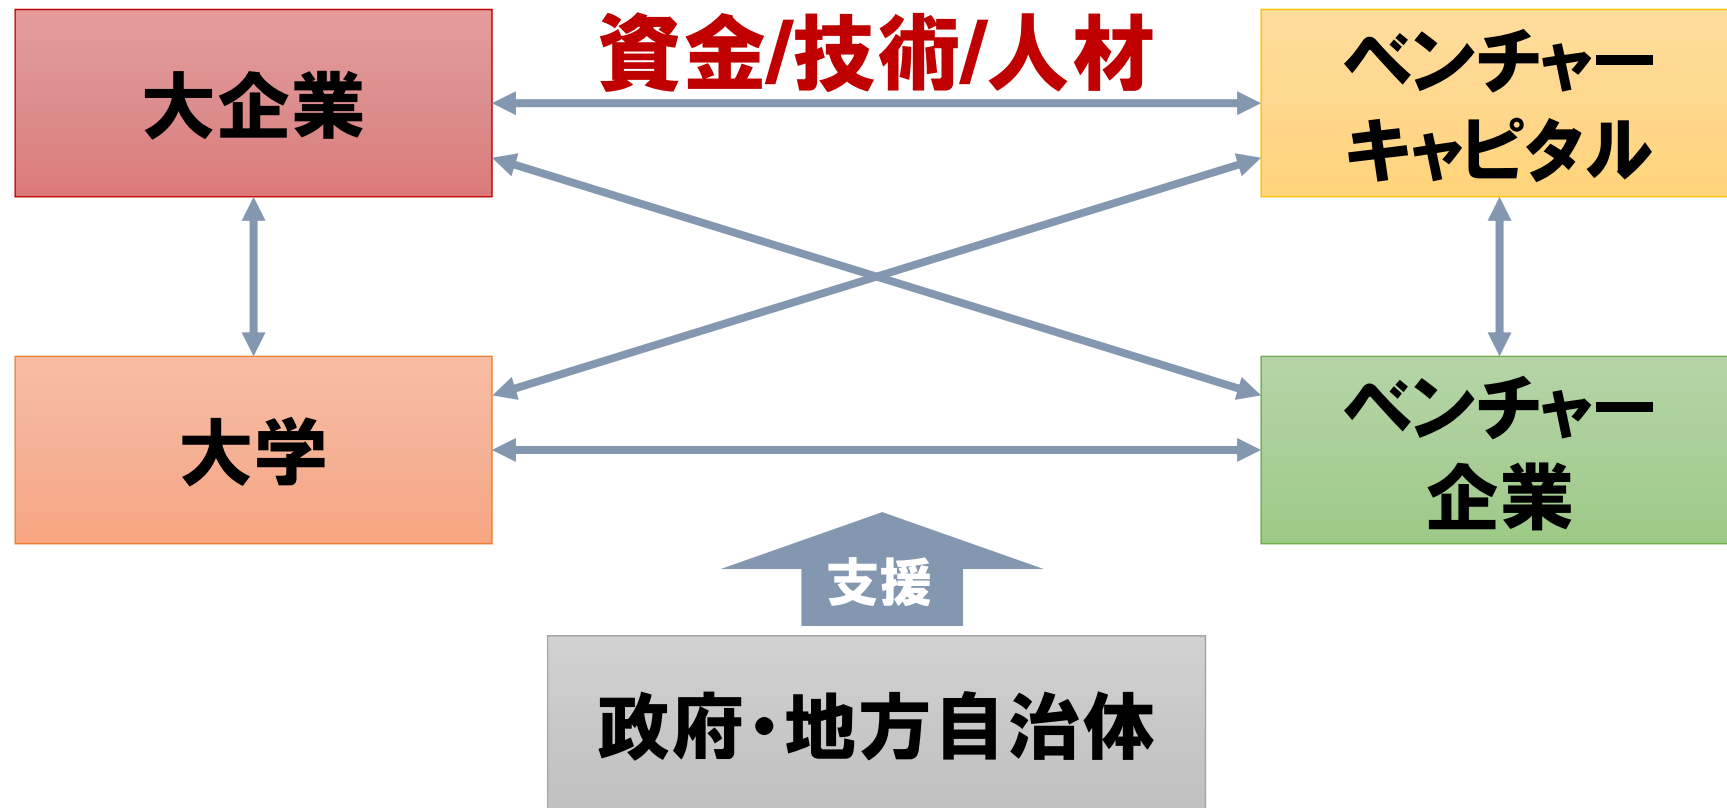 資金/技術/人材
大企業
ベンチャー
キャピタル
大学
ベンチャー
企業
支援
政府・地方自治体